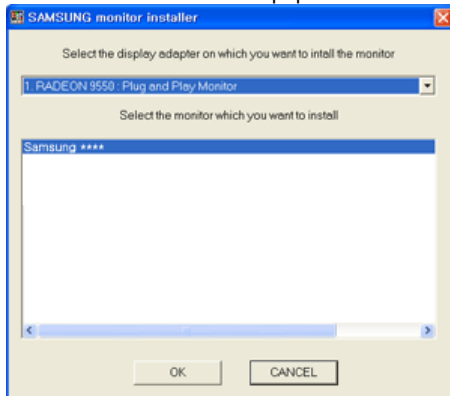 SAMSUNG monitor installer
Select the display adapter on which you want to intall the monitor
1. RADEON 9550 : Plug and Play Monitor
Select the monitor which you want to install
Samsung ****
OK
CANCEL